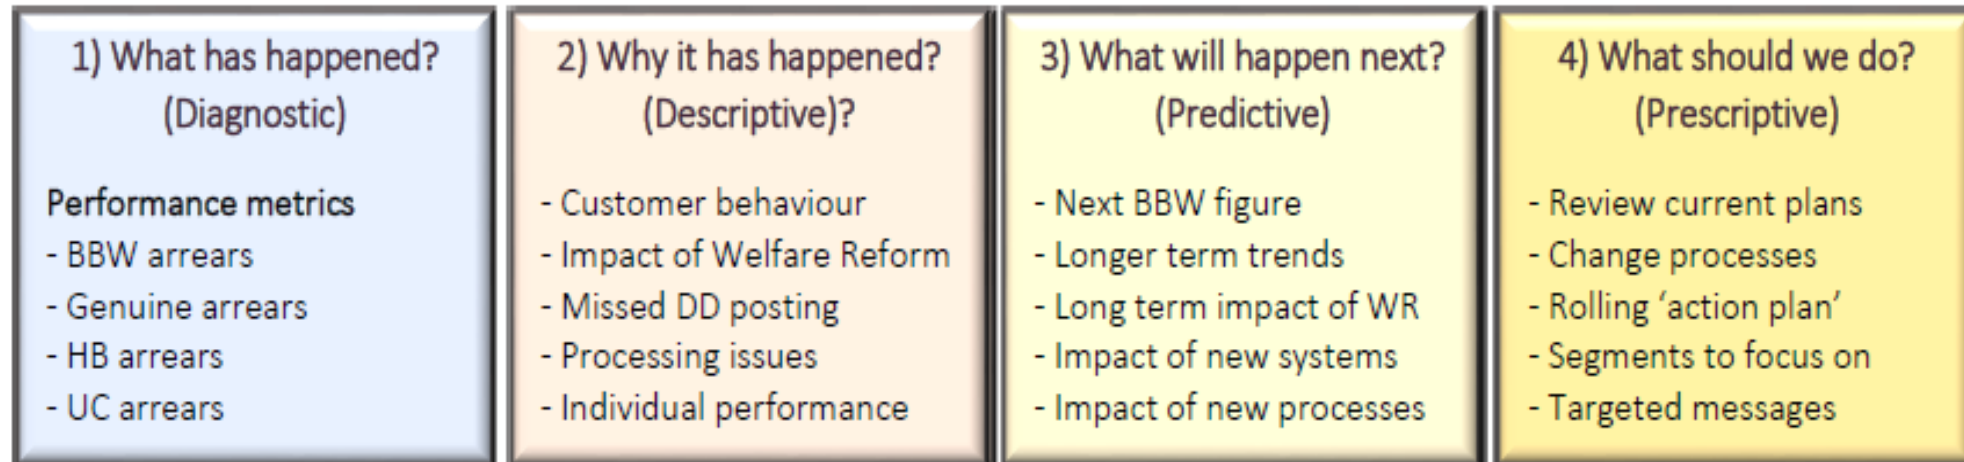 1) What has happened?
(Diagnostic)
Performance metrics
- BBW arrears
- Genuine arrears
- HB arrears
- UC arrears
2) Why it has happened?
(Descriptive)?
- Customer behaviour
- Impact of Welfare Reform
- Missed DD posting
- Processing issues
- Individual performance
3) What will happen next?
(Predictive)
- Next BBW figure
- Longer term trends
- Long term impact of WR
- Impact of new systems
- Impact of new processes
4) What should we do?
(Prescriptive)
- Review current plans
- Change processes
- Rolling ‘action plan’
- Segments to focus on
- Targeted messages